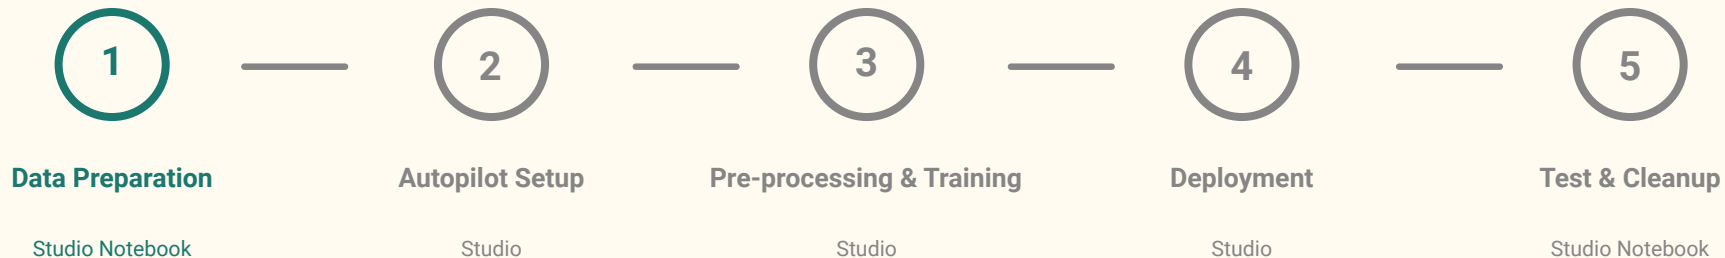 1
2
3
4
5
Data Preparation
Autopilot Setup
Pre-processing & Training
Deployment
Test & Cleanup
Studio Notebook
Studio
Studio
Studio
Studio Notebook